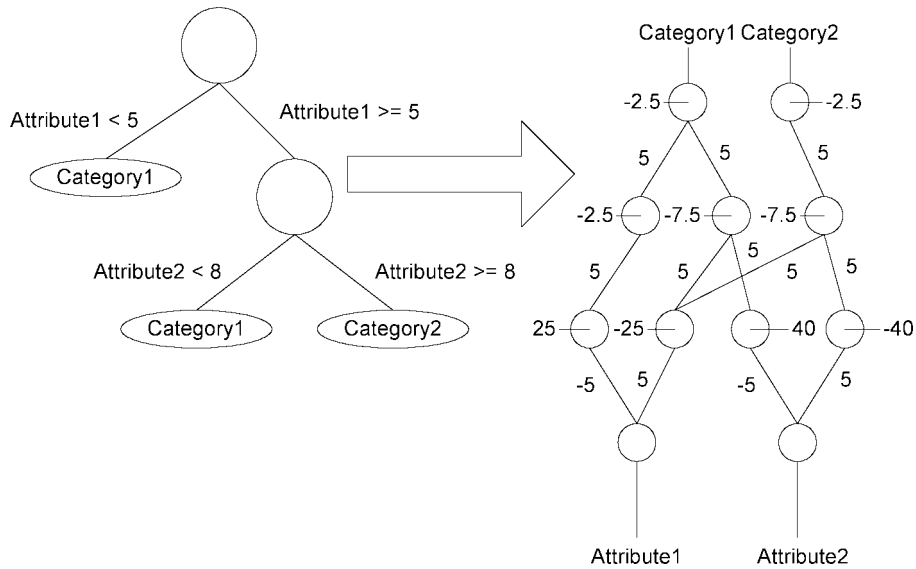 Attribute1 < 5
Attribute1 >= 5
Category1
Attribute2 < 8
Attribute2 >= 8
Category1
Category2
Category1 Category2
-2.5
-2.5
5
5
5
-2.5
-7.5
-7.5
5
5
5
5
5
25
-25
40
-40
-5
5
-5
5
Attribute1
Attribute2